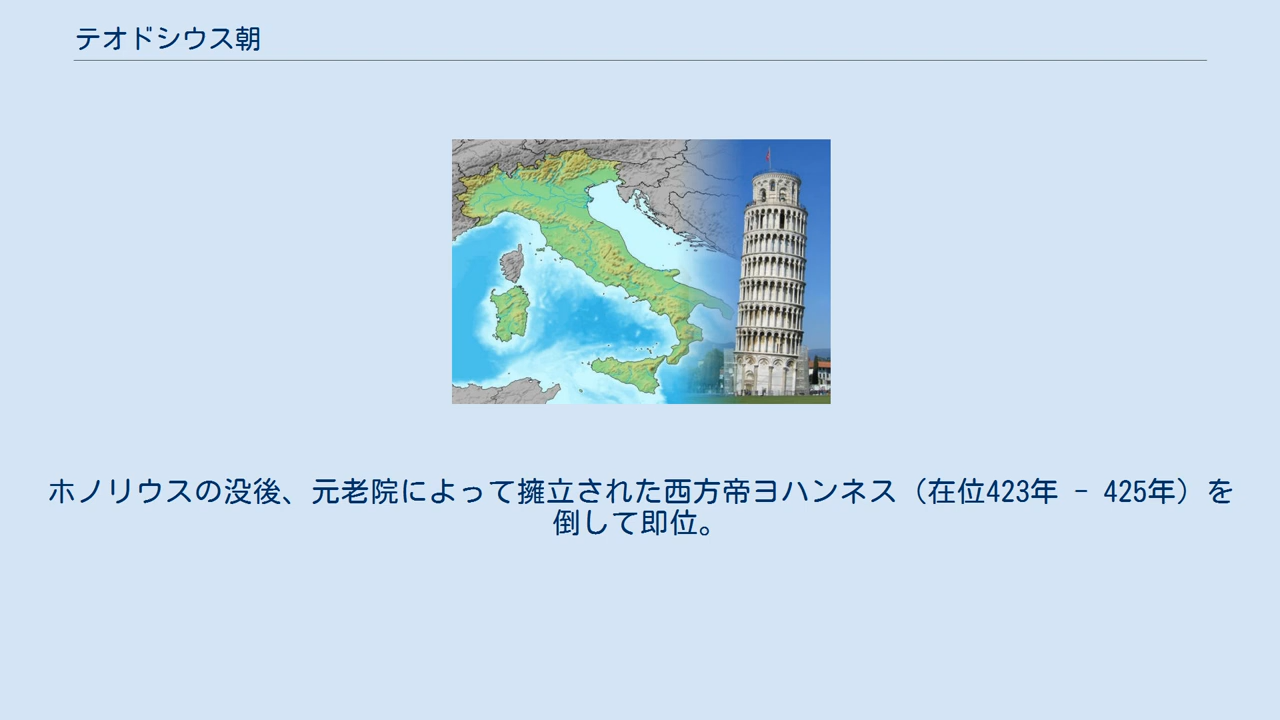 テオドシウス朝
ホノリウスの没後、元老院によって擁立された西方帝ヨハンネス（在位423年 － 425年）を
倒して即位。